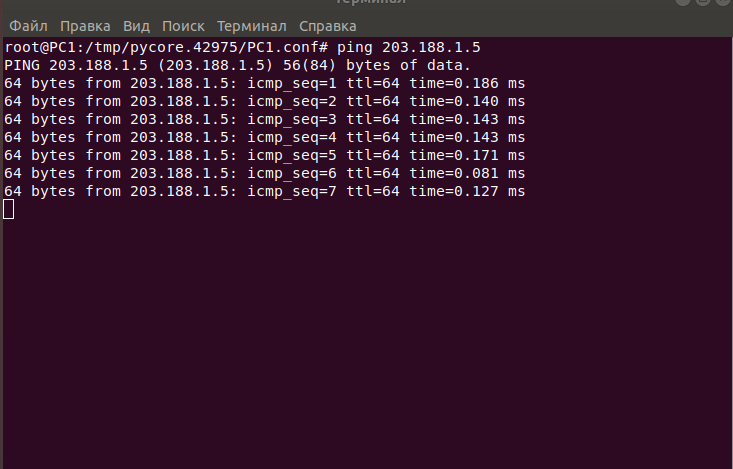 Терминал
Файл Правка Вид Поиск Терминал Справка
root@PC1:/tmp/pycore.42975/PC1.conf# ping 203.188.1.5
PING 203.188.1.5 (203.188.1.5) 56(84) bytes of data.
64 bytes from 203.188.1.5: icmp_seq=1 ttl=64 time=0.186 ms
64 bytes from 203.188.1.5: icmp_seq=2 ttl=64 time=0.140 ms
64 bytes from 203.188.1.5: icmp_seq=3 ttl=64 time=0.143 ms
64 bytes from 203.188.1.5: icmp_seq=4 ttl=64 time=0.143 ms
64 bytes from 203.188.1.5: icmp_seq=5 ttl=64 time=0.171 ms
64 bytes from 203.188.1.5: icmp_seq=6 ttl=64 time=0.081 ms
64 bytes from 203.188.1.5: icmp_seq=7 ttl=64 time=0.127 ms